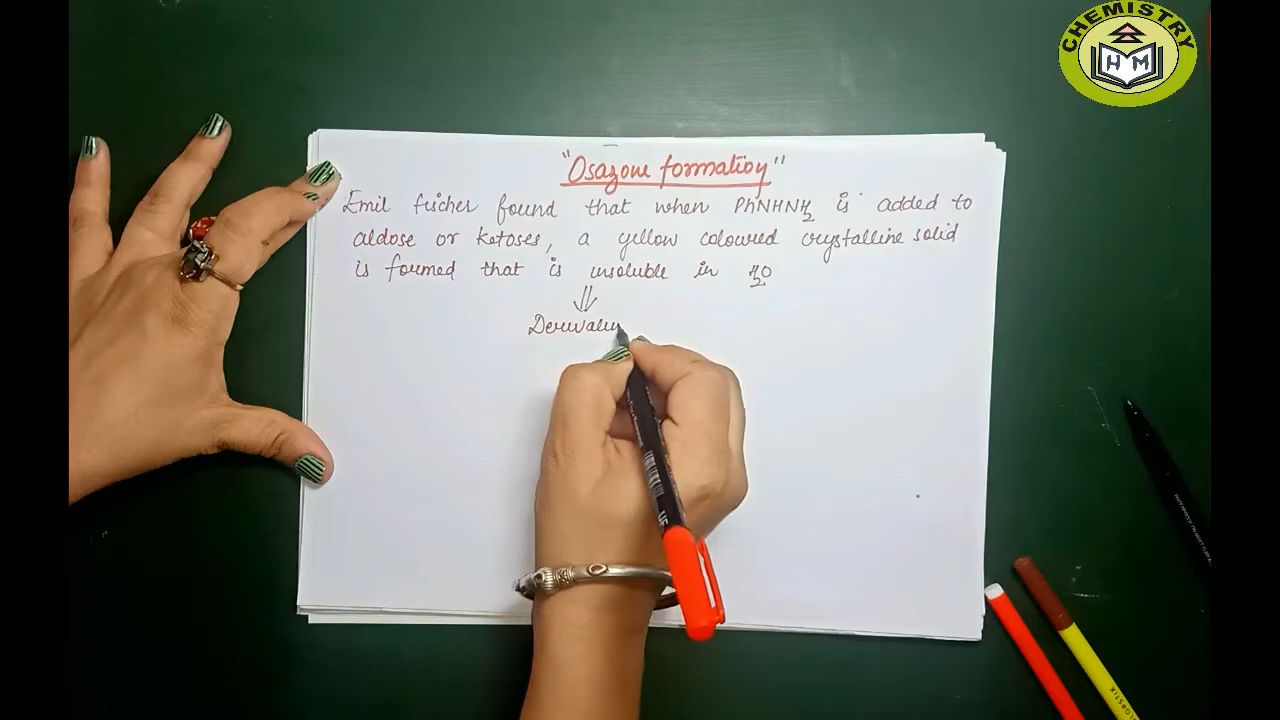 CHEMISTRY
H M
"Osazone formation"
Emil fischer found that when PhNHNH2 is added to
aldose or ketoses, a yellow coloured crystalline solid
is formed that is insoluble in H2O
⇓